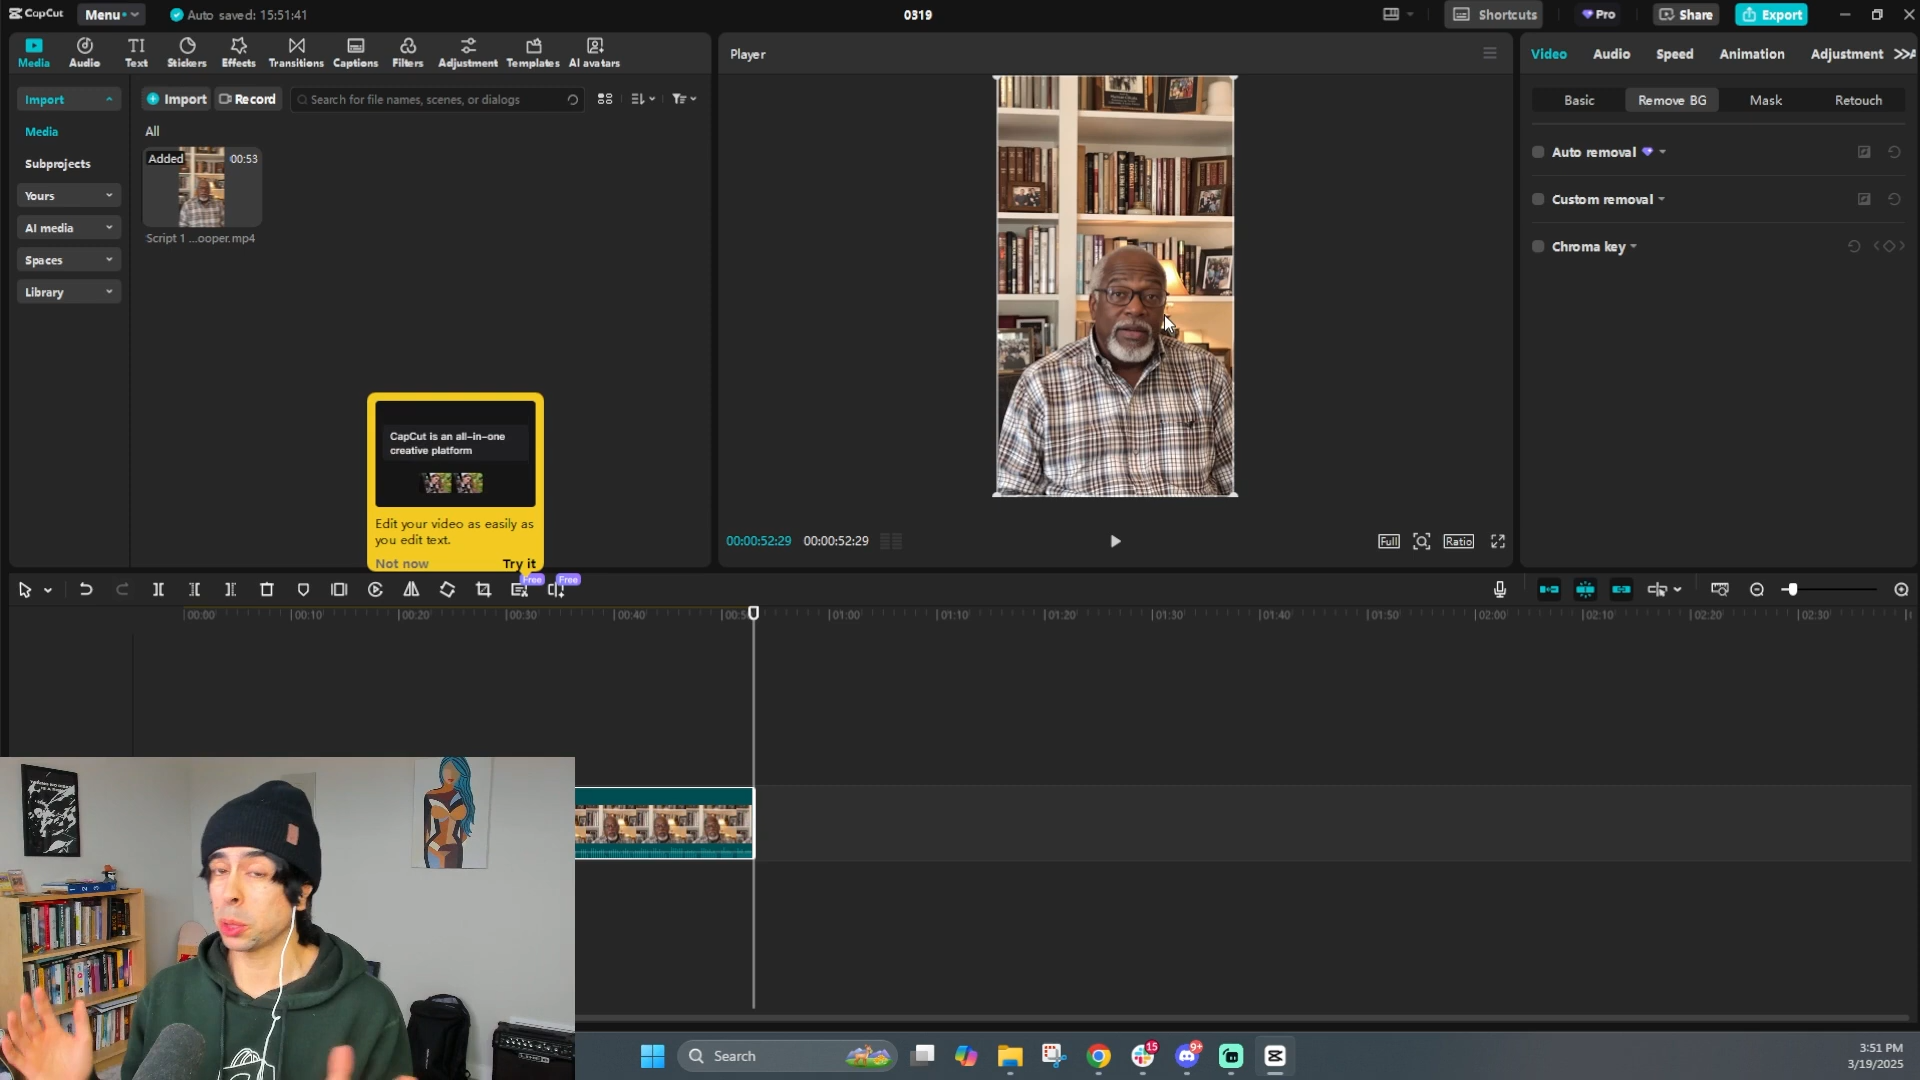 CapCut
Menu
Auto saved: 15:51:41
0319
Shortcuts
Pro
Share
Export
Media
Audio
Text
Stickers
Effects
Transitions
Captions
Filters
Adjustment
Templates
AI avatars
Player
Video
Audio
Speed
Animation
Adjustment
Import
Media
Subprojects
Yours
AI media
Spaces
Library
Import
Record
Search for file names, scenes, or dialogs
All
Added
00:53
Script 1 ...ooper.mp4
Basic
Remove BG
Mask
Retouch
Auto removal
Custom removal
Chroma key
CapCut is an all-in-one
creative platform
Edit your video as easily as
you edit text.
Not now
Try it
00:00:52:29
00:00:52:29
Full
Ratio
Free
Free
00:00
00:10
00:20
00:30
00:40
01:00
01:10
01:20
01:30
01:40
01:50
02:00
02:10
02:20
02:30
Search
15
9+
3:51 PM
3/19/2025